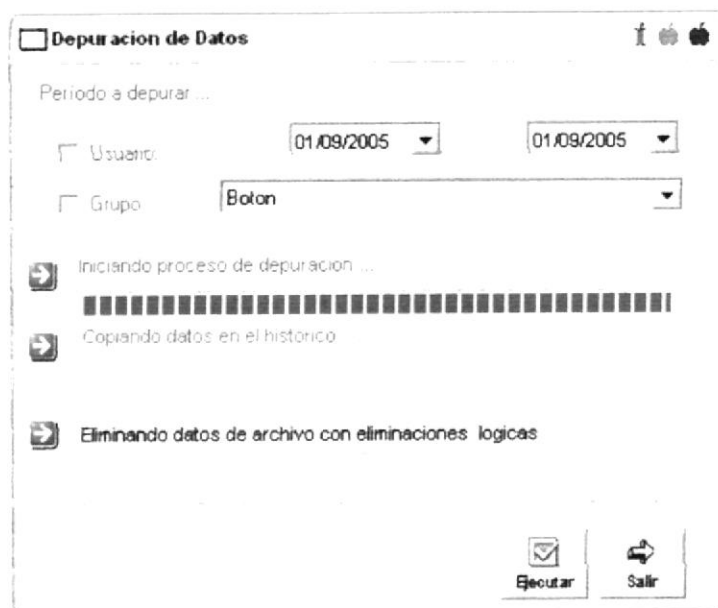 Depuracion de Datos
Periodo a depurar ...
Usuario: 01/09/2005 01/09/2005
Grupo Boton
Iniciando proceso de depuracion ...
Copiando datos en el historico ...
Eliminando datos de archivo con eliminaciones logicas
Ejecutar Salir